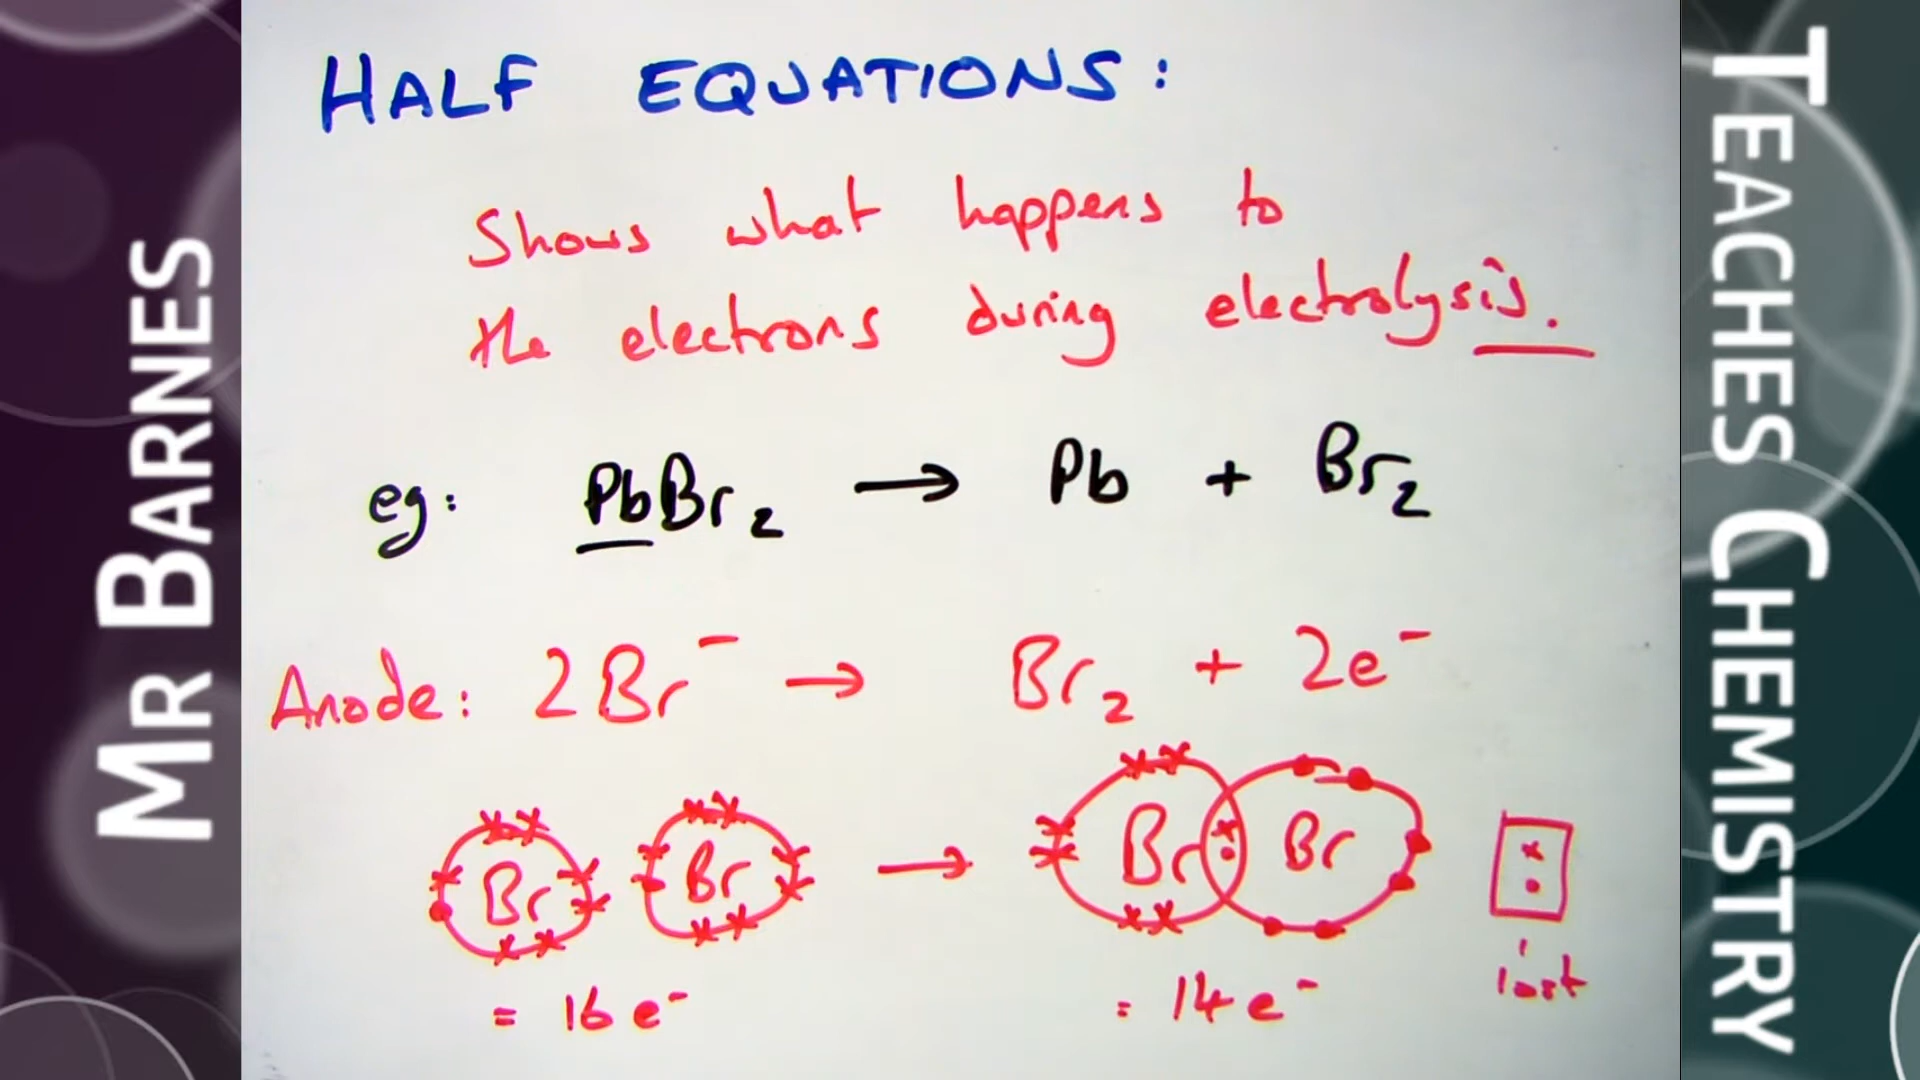 MR BARNES
HALF EQUATIONS:
Shows what happens to
the electrons during electrolysis.
eg: PbBr₂ → Pb + Br₂
Anode: 2Br⁻ → Br₂ + 2e⁻
Br Br → Br Br
= 16e⁻ = 14e⁻ lost
TEACHES CHEMISTRY